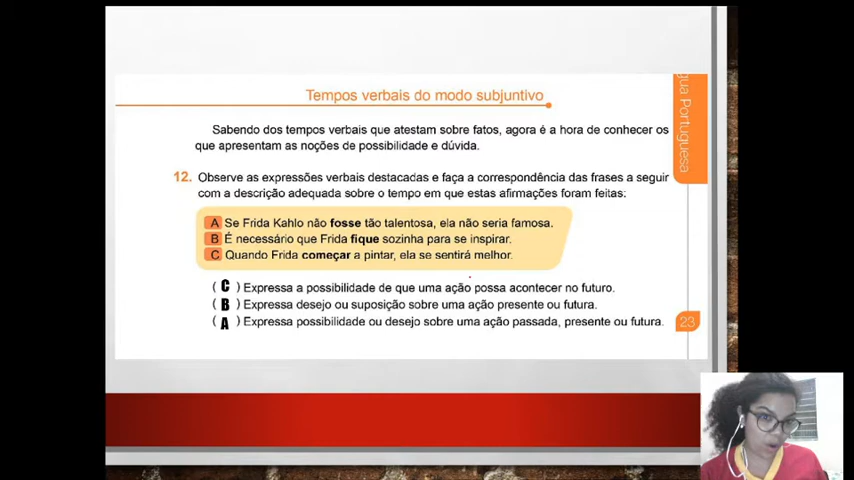 Tempos verbais do modo subjuntivo
gua Portuguesa
Sabendo dos tempos verbais que atestam sobre fatos, agora é a hora de conhecer os
que apresentam as noções de possibilidade e dúvida.
12. Observe as expressões verbais destacadas e faça a correspondência das frases a seguir
com a descrição adequada sobre o tempo em que estas afirmações foram feitas:
A Se Frida Kahlo não fosse tão talentosa, ela não seria famosa.
B É necessário que Frida fique sozinha para se inspirar.
C Quando Frida começar a pintar, ela se sentirá melhor.
( C ) Expressa a possibilidade de que uma ação possa acontecer no futuro.
( B ) Expressa desejo ou suposição sobre uma ação presente ou futura.
( A ) Expressa possibilidade ou desejo sobre uma ação passada, presente ou futura.
23